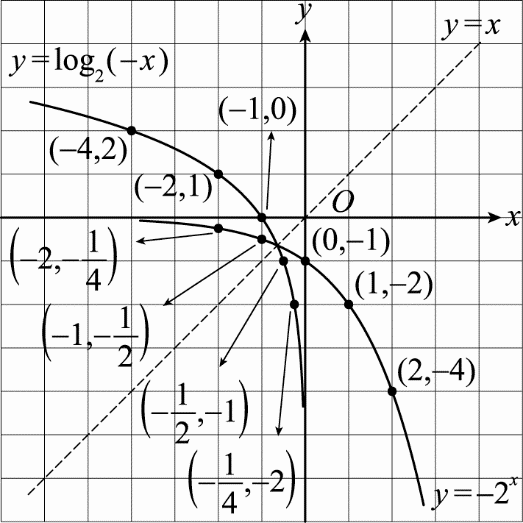 y
y=x
y=log₂(−x)
(−1,0)
(−4,2)
(−2,1)
O
x
(0,−1)
(−2,−1/4)
(1,−2)
(−1,−1/2)
(2,−4)
(−1/2,−1)
(−1/4,−2)
y=−2ˣ